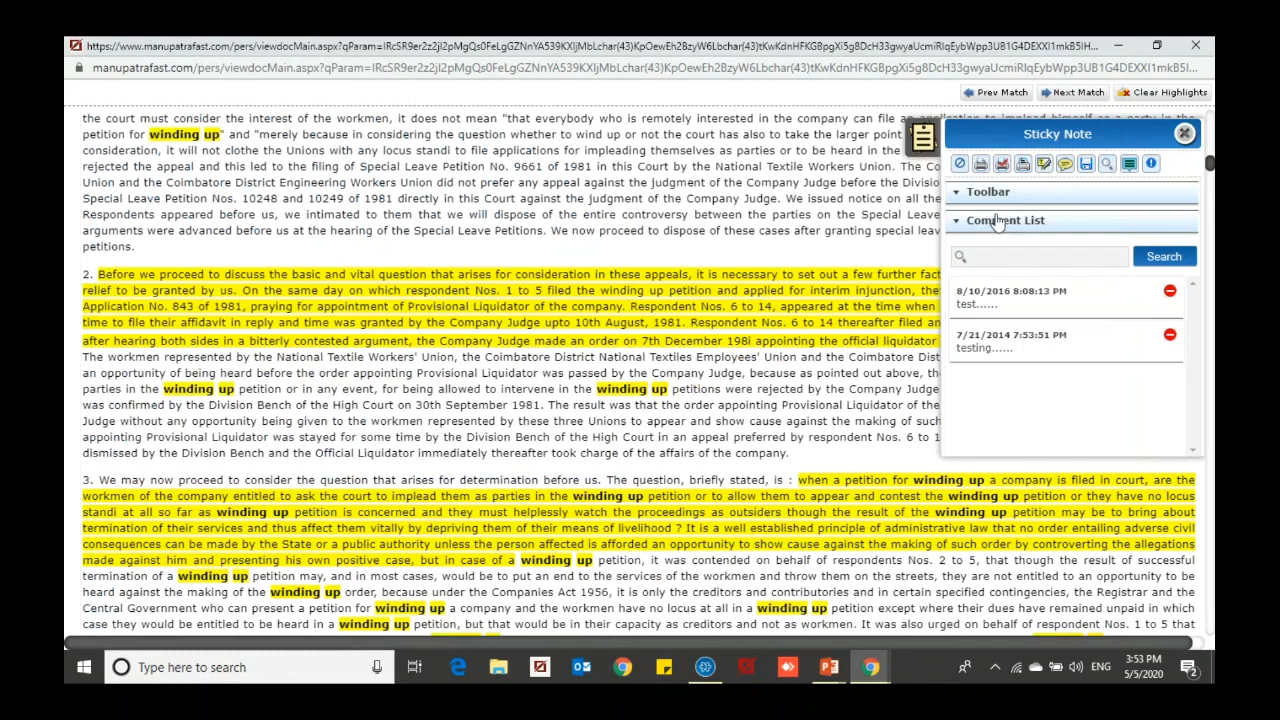 https://www.manupatrafast.com/pers/viewdocMain.aspx?qParam=
manupatrafast.com/pers/viewdocMain.aspx?qParam=
Prev Match Next Match Clear Highlights
the court must consider the interest of the workmen, it does not mean "that everybody who is remotely interested in the company can file an application to implead himself as a party in the
petition for winding up" and "merely because in considering the question whether to wind up or not the court has also to take the larger point
consideration, it will not clothe the Unions with any locus standi to file applications for impleading themselves as parties or to be heard in the
rejected the appeal and this led to the filing of Special Leave Petition No. 9661 of 1981 in this Court by the National Textile Workers Union. The Co
Union and the Coimbatore District Engineering Workers Union did not prefer any appeal against the judgment of the Company Judge before the Divisio
Special Leave Petition Nos. 10248 and 10249 of 1981 directly in this Court against the judgment of the Company Judge. We issued notice on all the
Respondents appeared before us, we intimated to them that we will dispose of the entire controversy between the parties on the Special Leave
arguments were advanced before us at the hearing of the Special Leave Petitions. We now proceed to dispose of these cases after granting special leav
petitions.
2. Before we proceed to discuss the basic and vital question that arises for consideration in these appeals, it is necessary to set out a few further fact
relief to be granted by us. On the same day on which respondent Nos. 1 to 5 filed the winding up petition and applied for interim injunction, the
Application No. 843 of 1981, praying for appointment of Provisional Liquidator of the company. Respondent Nos. 6 to 14, appeared at the time when
time to file their affidavit in reply and time was granted by the Company Judge upto 10th August, 1981. Respondent Nos. 6 to 14 thereafter filed an
after hearing both sides in a bitterly contested argument, the Company Judge made an order on 7th December 198i appointing the official liquidator
The workmen represented by the National Textile Workers' Union, the Coimbatore District National Textiles Employees' Union and the Coimbatore Dist
an opportunity of being heard before the order appointing Provisional Liquidator was passed by the Company Judge, because as pointed out above, th
parties in the winding up petition or in any event, for being allowed to intervene in the winding up petitions were rejected by the Company Judge
was confirmed by the Division Bench of the High Court on 30th September 1981. The result was that the order appointing Provisional Liquidator of the
Judge without any opportunity being given to the workmen represented by these three Unions to appear and show cause against the making of such
appointing Provisional Liquidator was stayed for some time by the Division Bench of the High Court in an appeal preferred by respondent Nos. 6 to 1
dismissed by the Division Bench and the Official Liquidator immediately thereafter took charge of the affairs of the company.
3. We may now proceed to consider the question that arises for determination before us. The question, briefly stated, is : when a petition for winding up a company is filed in court, are the
workmen of the company entitled to ask the court to implead them as parties in the winding up petition or to allow them to appear and contest the winding up petition or they have no locus
standi at all so far as winding up petition is concerned and they must helplessly watch the proceedings as outsiders though the result of the winding up petition may be to bring about
termination of their services and thus affect them vitally by depriving them of their means of livelihood ? It is a well established principle of administrative law that no order entailing adverse civil
consequences can be made by the State or a public authority unless the person affected is afforded an opportunity to show cause against the making of such order by controverting the allegations
made against him and presenting his own positive case, but in case of a winding up petition, it was contended on behalf of respondents Nos. 2 to 5, that though the result of successful
termination of a winding up petition may, and in most cases, would be to put an end to the services of the workmen and throw them on the streets, they are not entitled to an opportunity to be
heard against the making of the winding up order, because under the Companies Act 1956, it is only the creditors and contributories and in certain specified contingencies, the Registrar and the
Central Government who can present a petition for winding up a company and the workmen have no locus at all in a winding up petition except where their dues have remained unpaid in which
case they would be entitled to be heard in a winding up petition, but that would be in their capacity as creditors and not as workmen. It was also urged on behalf of respondent Nos. 1 to 5 that
Sticky Note
Toolbar
Comment List
Search
8/10/2016 8:08:13 PM
test......
7/21/2014 7:53:51 PM
testing......
Type here to search
ENG
3:53 PM
5/5/2020
2